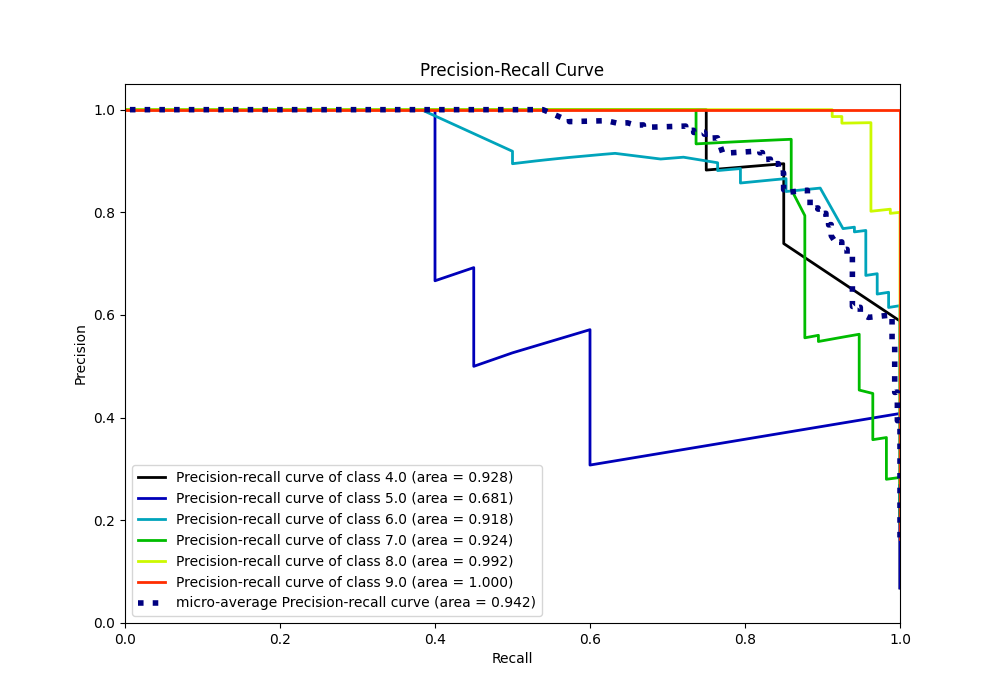 Precision-Recall Curve
1.0
0.8
0.6
0.4
0.2
0.0
Precision
Precision-recall curve of class 4.0 (area = 0.928)
Precision-recall curve of class 5.0 (area = 0.681)
Precision-recall curve of class 6.0 (area = 0.918)
Precision-recall curve of class 7.0 (area = 0.924)
Precision-recall curve of class 8.0 (area = 0.992)
Precision-recall curve of class 9.0 (area = 1.000)
micro-average Precision-recall curve (area = 0.942)
0.0 0.2 0.4 0.6 0.8 1.0
Recall